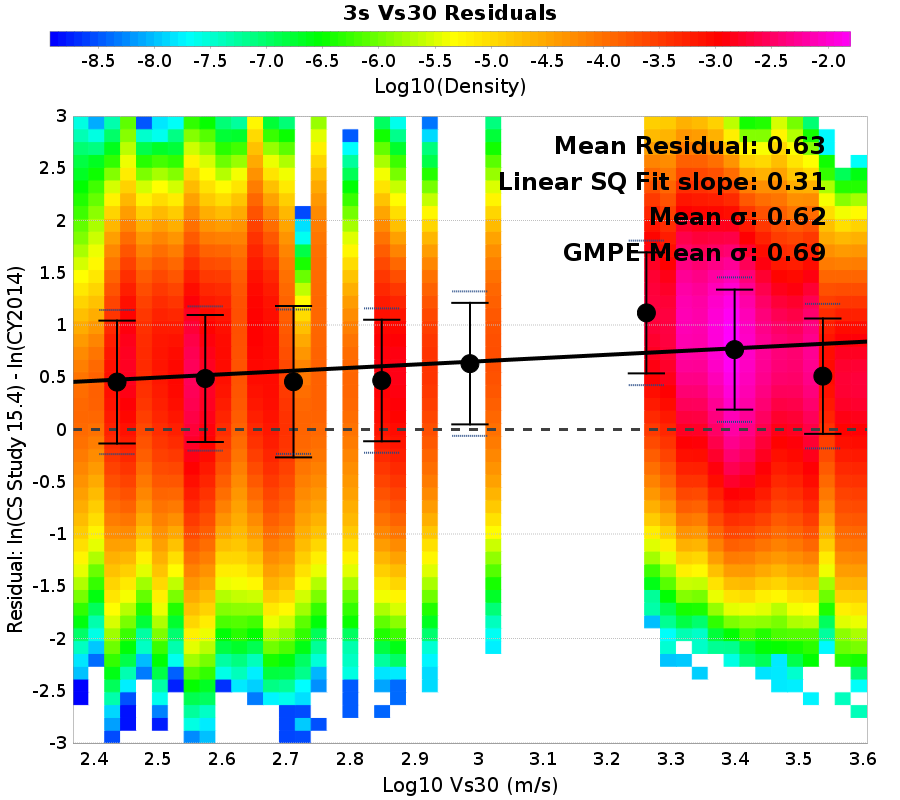 3s Vs30 Residuals
-8.5 -8.0 -7.5 -7.0 -6.5 -6.0 -5.5 -5.0 -4.5 -4.0 -3.5 -3.0 -2.5 -2.0
Log10(Density)
Mean Residual: 0.63
Linear SQ Fit slope: 0.31
Mean σ: 0.62
GMPE Mean σ: 0.69
3
2.5
2
1.5
1
0.5
0
-0.5
-1
-1.5
-2
-2.5
-3
Residual: ln(CS Study 15.4) - ln(CY2014)
2.4 2.5 2.6 2.7 2.8 2.9 3 3.1 3.2 3.3 3.4 3.5 3.6
Log10 Vs30 (m/s)